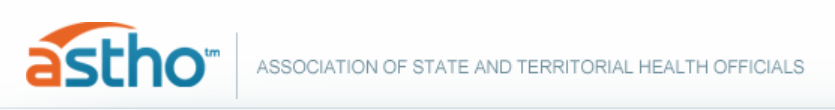 astho™
ASSOCIATION OF STATE AND TERRITORIAL HEALTH OFFICIALS